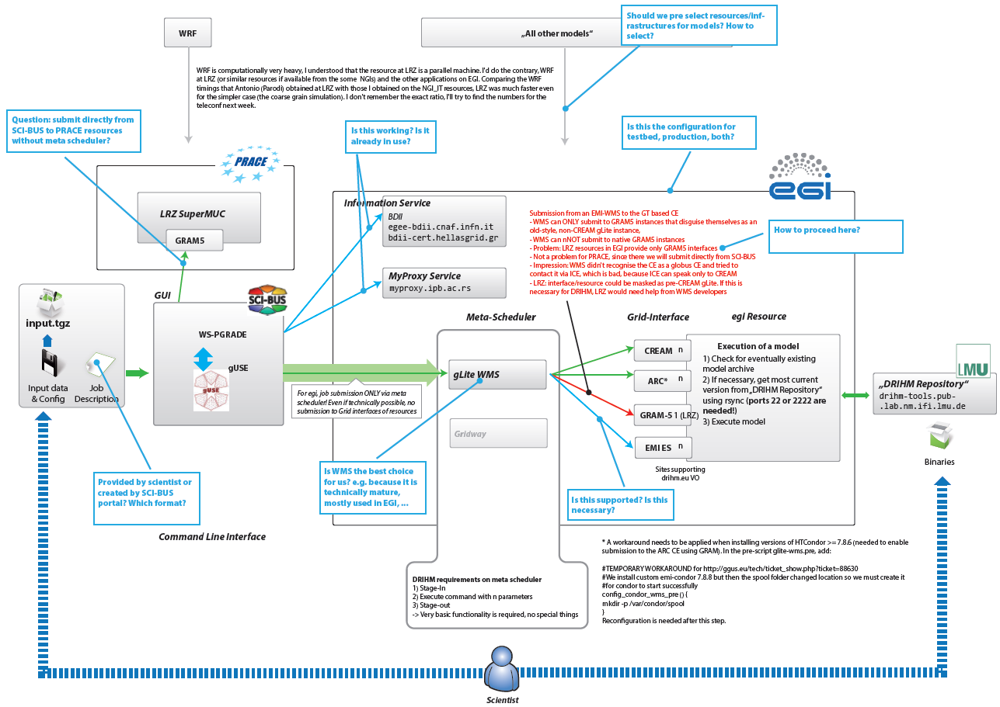 WRF
„All other models“
Should we pre select resources/inf-
rastructures for models? How to
select?
WRF is computationally very heavy, I understood that the resource at LRZ is a parallel machine. I'd do the contrary, WRF
at LRZ (or similar resources if available from the some NGIs) and the other applications on EGI. Comparing the WRF
timings that Antonio (Parodi) obtained at LRZ with those I obtained on the NGI_IT resources, LRZ was much faster even
for the simpler case (the coarse grain simulation). I don't remember the exact ratio, I'll try to find the numbers for the
teleconf next week.
Question: submit directly from
SCI-BUS to PRACE resources
without meta scheduler?
Is this working? Is it
already in use?
Is this the configuration for
testbed, production, both?
PRACE
egi
LRZ SuperMUC
GRAM5
Information Service
BDII
egee-bdii.cnaf.infn.it
bdii-cert.hellasgrid.gr
MyProxy Service
myproxy.ipb.ac.rs
Submission from an EMI-WMS to the GT based CE
- WMS can ONLY submit to GRAM5 instances that disguise themselves as an
old-style, non-CREAM gLite instance,
- WMS can nNOT submit to native GRAM5 instances
- Problem: LRZ resources in EGI provide only GRAM5 interfaces
- Not a problem for PRACE, since there we will submit directly from SCI-BUS
- Impression: WMS didn't recognise the CE as a globus CE and tried to
contact it via ICE, which is bad, because ICE can speak only to CREAM
- LRZ: interface/resource could be masked as pre-CREAM gLite. If this is
necessary for DRIHM, LRZ would need help from WMS developers
How to proceed here?
GUI
SCI-BUS
input.tgz
Input data
& Config
Job
Description
WS-PGRADE
gUSE
gUSE
Meta-Scheduler
Grid-Interface
egi Resource
gLite WMS
Gridway
For egi, job submission ONLY via meta
scheduler! Even if technically possible, no
submission to Grid interfaces of resources
CREAM n
ARC* n
GRAM-5 1 (LRZ)
EMI ES n
Sites supporting
drihm.eu VO
Execution of a model
1) Check for eventually existing
model archive
2) If necessary, get most current
version from „DRIHM Repository“
using rsync (ports 22 or 2222 are
needed!)
3) Execute model
LMU
„DRIHM Repository“
drihm-tools.pub-
.lab.nm.ifi.lmu.de
Binaries
Provided by scientist or
created by SCI-BUS
portal? Which format?
Is WMS the best choice
for us? e.g. because it is
technically mature,
mostly used in EGI, ...
Is this supported? Is this
necessary?
Command Line Interface
* A workaround needs to be applied when installing versions of HTCondor >= 7.8.6 (needed to enable
submission to the ARC CE using GRAM). In the pre-script glite-wms.pre, add:
#TEMPORARY WORKAROUND for http://ggus.eu/tech/ticket_show.php?ticket=88630
#We install custom emi-condor 7.8.8 but then the spool folder changed location so we must create it
#for condor to start successfully
config_condor_wms_pre () {
mkdir -p /var/condor/spool
}
Reconfiguration is needed after this step.
DRIHM requirements on meta scheduler
1) Stage-In
2) Execute command with n parameters
3) Stage-out
-> Very basic functionality is required, no special things
Scientist